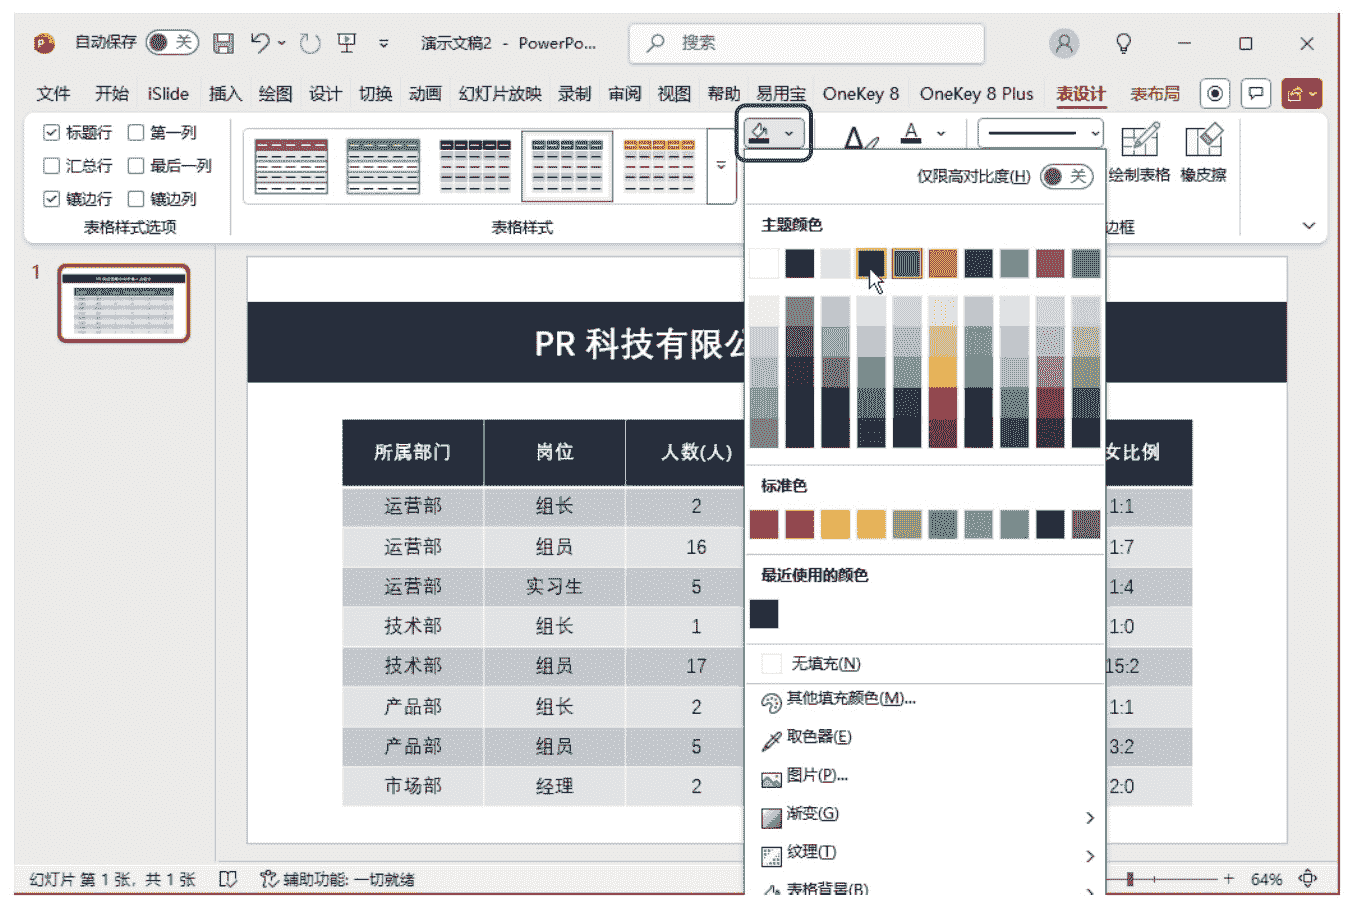 自动保存 关 演示文稿2 - PowerPo... 搜索
文件 开始 iSlide 插入 绘图 设计 切换 动画 幻灯片放映 录制 审阅 视图 帮助 易用宝 OneKey 8 OneKey 8 Plus 表设计 表布局
标题行 第一列
汇总行 最后一列
镶边行 镶边列
表格样式选项
表格样式
绘制表格 橡皮擦
边框
仅限高对比度(H) 关
主题颜色
标准色
最近使用的颜色
无填充(N)
其他填充颜色(M)...
取色器(E)
图片(P)...
渐变(G)
纹理(T)
表格背景(B)
1
PR 科技有限公
所属部门 岗位 人数(人) 女比例
运营部 组长 2 1:1
运营部 组员 16 1:7
运营部 实习生 5 1:4
技术部 组长 1 1:0
技术部 组员 17 15:2
产品部 组长 2 1:1
产品部 组员 5 3:2
市场部 经理 2 2:0
幻灯片 第 1 张，共 1 张 辅助功能: 一切就绪 64%